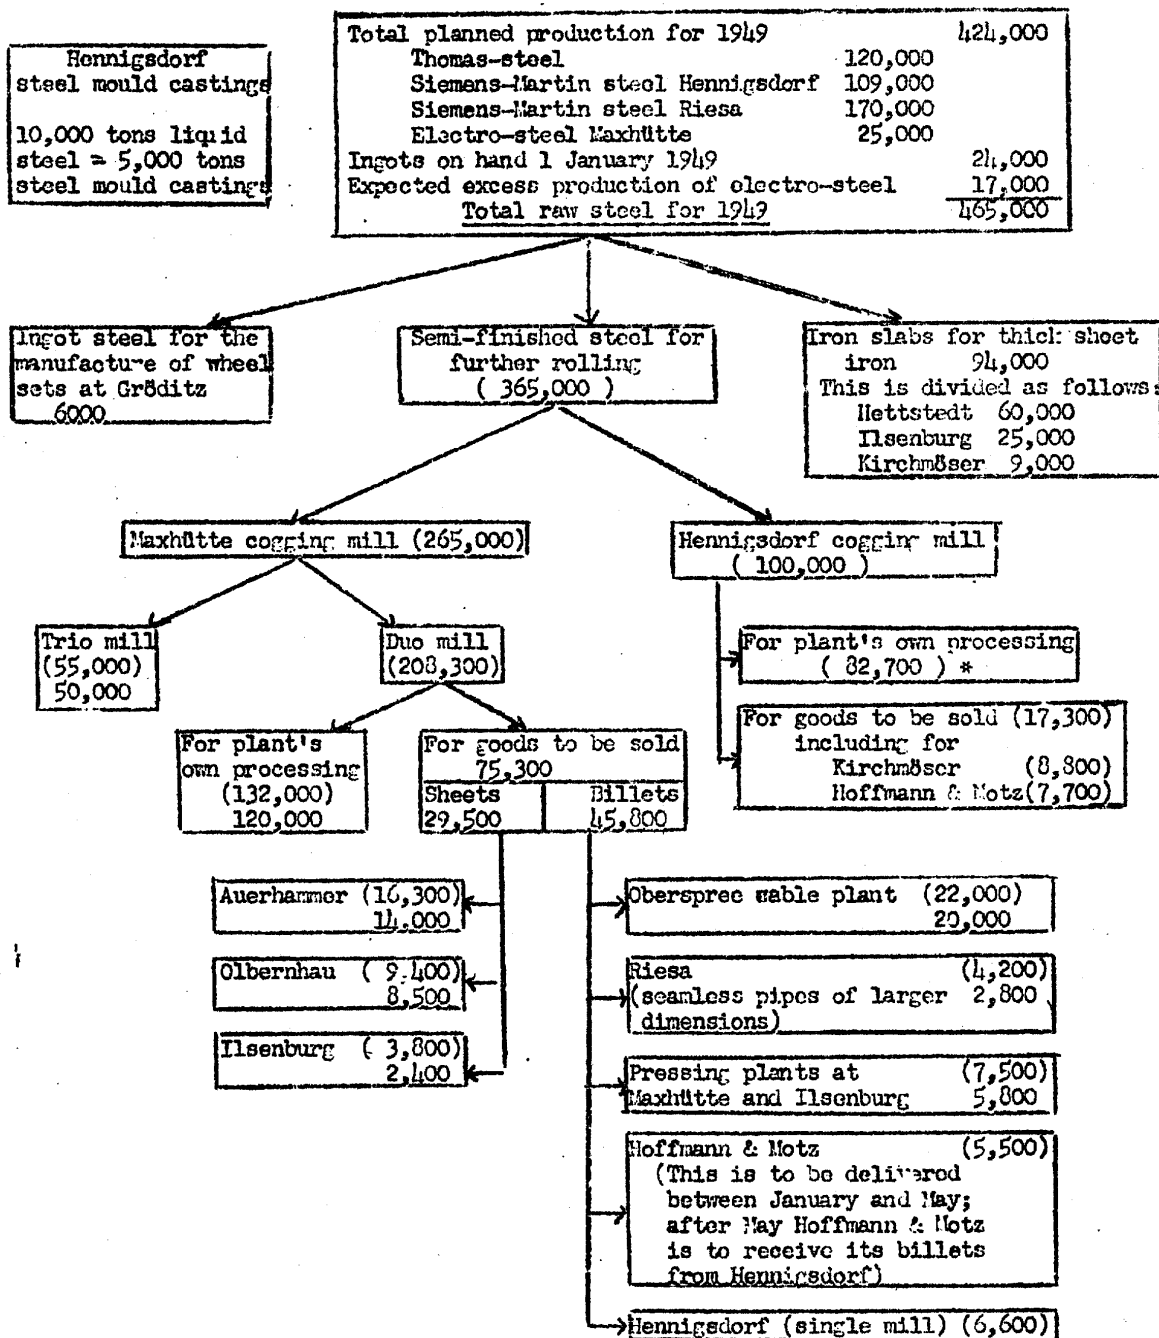 Hennigsdorf
steel mould castings
10,000 tons liquid
steel = 5,000 tons
steel mould castings
Total planned production for 1949 424,000
Thomas-steel 120,000
Siemens-Martin steel Hennigsdorf 109,000
Siemens-Martin steel Riesa 170,000
Electro-steel Maxhütte 25,000
Ingots on hand 1 January 1949 24,000
Expected excess production of electro-steel 17,000
Total raw steel for 1949 465,000
Ingot steel for the
manufacture of wheel
sets at Gröditz
6000
Semi-finished steel for
further rolling
( 365,000 )
Iron slabs for thick sheet
iron 94,000
This is divided as follows:
Hettstedt 60,000
Ilsenburg 25,000
Kirchmöser 9,000
Maxhütte cogging mill (265,000)
Hennigsdorf cogging mill
( 100,000 )
Trio mill
(55,000)
50,000
Duo mill
(208,300)
For plant's own processing
( 82,700 ) *
For goods to be sold (17,300)
including for
Kirchmöser (8,800)
Hoffmann & Motz(7,700)
For plant's
own processing
(132,000)
120,000
For goods to be sold
75,300
Sheets Billets
29,500 45,800
Auerhammer (16,300)
14.000
Olbernhau ( 9.400)
8,500
Ilsenburg ( 3,800)
2,400
Oberspree wable plant (22,000)
20,000
Riesa (4,200)
(seamless pipes of larger 2,800
dimensions)
Pressing plants at (7,500)
Maxhütte and Ilsenburg 5,800
Hoffmann & Motz (5,500)
(This is to be delivered
between January and May;
after May Hoffmann & Motz
is to receive its billets
from Hennigsdorf)
Hennigsdorf (single mill) (6,600)